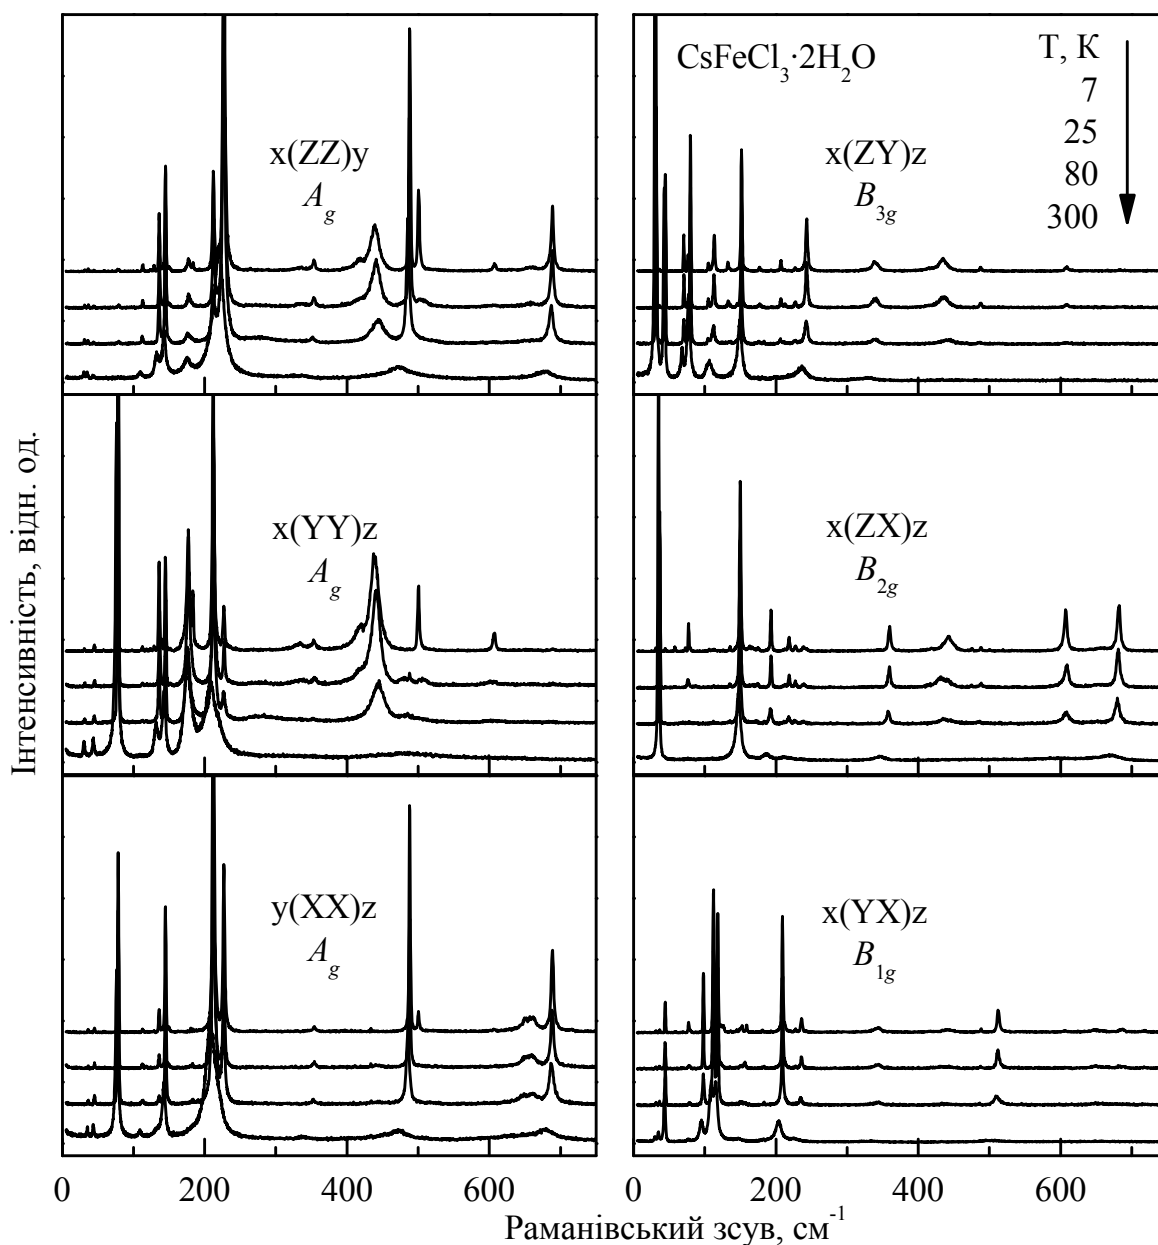 CsFeCl₃·2H₂O
T, К
7
25
80
300
x(ZZ)y
A_g
x(ZY)z
B_3g
Інтенсивність, відн. од.
x(YY)z
A_g
x(ZX)z
B_2g
y(XX)z
A_g
x(YX)z
B_1g
0 200 400 600 0 200 400 600
Раманівський зсув, см⁻¹